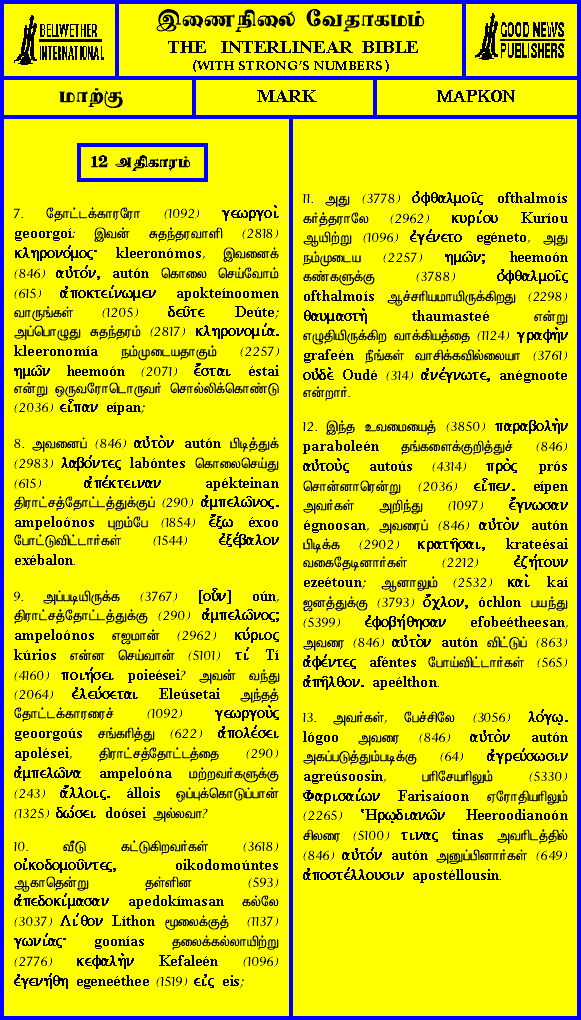 BELLWETHER
INTERNATIONAL
இணைநிலை வேதாகமம்
THE INTERLINEAR BIBLE
(WITH STRONG'S NUMBERS)
GOOD NEWS
PUBLISHERS
மாற்கு
MARK
ΜΑΡΚΟΝ
12 அதிகாரம்
7. தோட்டக்காரரோ (1092) γεωργοὶ
georgoí: இவன் சுதந்தரவாளி (2818)
κληρονόμος· kleeronómos, இவனைக்
(846) αὐτόν, autón கொலை செய்வோம்
(615) ἀποκτείνωμεν apokteínoomen
வாருங்கள் (1205) δεῦτε Deúte;
அப்பொழுது சுதந்தரம் (2817) κληρονομία.
kleeronomía நம்முடையதாகும் (2257)
ημῶν heemoón (2071) ἔσται éstai
என்று ஒருவரோடொருவர் சொல்லிக்கொண்டு
(2036) εἶπαν eípan;
8. அவனைப் (846) αὐτὸν autón பிடித்துக்
(2983) λαβόντες labóntes கொலைசெய்து
(615) ἀπέκτειναν apékteinan
திராட்சத்தோட்டத்துக்குப் (290) ἀμπελῶνος.
ampeloónos புறம்பே (1854) ἔξω éxoo
போட்டுவிட்டார்கள் (1544) ἐξέβαλον
exébalon.
9. அப்படியிருக்க (3767) [οὖν] oún,
திராட்சத்தோட்டத்துக்கு (290) ἀμπελῶνος;
ampeloónos எஜமான் (2962) κύριος
kúrios என்ன செய்வான் (5101) τί Tí
(4160) ποιήσει poieései? அவன் வந்து
(2064) ἐλεύσεται Eleúsetai அந்தத்
தோட்டக்காரரைச் (1092) γεωργοὺς
georgoús சங்கரித்து (622) ἀπολέσει
apolései, திராட்சத்தோட்டத்தை (290)
ἀμπελῶνα ampeloóna மற்றவர்களுக்கு
(243) ἄλλοις. állois ஒப்புக்கொடுப்பான்
(1325) δώσει doósei அல்லவா?
10. வீடு கட்டுகிறவர்கள் (3618)
οἰκοδομοῦντες, oikodomoúntes
ஆகாதென்று தள்ளின (593)
ἀπεδοκίμασαν apedokímasan கல்லே
(3037) Λίθον Líthon மூலைக்குத் (1137)
γωνίας· goonías தலைக்கல்லாயிற்று
(2776) κεφαλὴν Kefaleén (1096)
ἐγενήθη egeneéthee (1519) εἰς eis;
11. அது (3778) ὀφθαλμοῖς ofthalmoís
கர்த்தராலே (2962) κυρίου Kuríou
ஆயிற்று (1096) ἐγένετο egéneto, அது
நம்முடைய (2257) ημῶν; heemoón
கண்களுக்கு (3788) ὀφθαλμοῖς
ofthalmoís ஆச்சரியமாயிருக்கிறது (2298)
θαυμαστὴ thaumasteé என்று
எழுதியிருக்கிற வாக்கியத்தை (1124) γραφὴν
grafeén நீங்கள் வாசிக்கவில்லையா (3761)
οὐδὲ Oudé (314) ἀνέγνωτε, anégnoote
என்றார்.
12. இந்த உவமையைத் (3850) παραβολὴν
paraboleén தங்களைக்குறித்துச் (846)
αὐτοὺς autoús (4314) πρὸς prós
சொன்னாரென்று (2036) εἶπεν. eípen
அவர்கள் அறிந்து (1097) ἔγνωσαν
égnoosan, அவரைப் (846) αὐτὸν autón
பிடிக்க (2902) κρατῆσαι, krateésai
வகைதேடினார்கள் (2212) ἐζήτουν
ezeétoun; ஆனாலும் (2532) καὶ kaí
ஜனத்துக்கு (3793) ὄχλον, óchlon பயந்து
(5399) ἐφοβήθησαν efobeétheesan,
அவரை (846) αὐτὸν autón விட்டுப் (863)
ἀφέντες aféntes போய்விட்டார்கள் (565)
ἀπῆλθον. apeélthon.
13. அவர்கள், பேச்சிலே (3056) λόγῳ.
lógoo அவரை (846) αὐτὸν autón
அகப்படுத்தும்படிக்கு (64) ἀγρεύσωσιν
agreúsoosin, பரிசேயரிலும் (5330)
Φαρισαίων Farisaíoon ஏரோதியரிலும்
(2265) Ἡρῳδιανῶν Heeroodianoón
சிலரை (5100) τινας tinas அவரிடத்தில்
(846) αὐτόν autón அனுப்பினார்கள் (649)
ἀποστέλλουσιν apostéllousin.